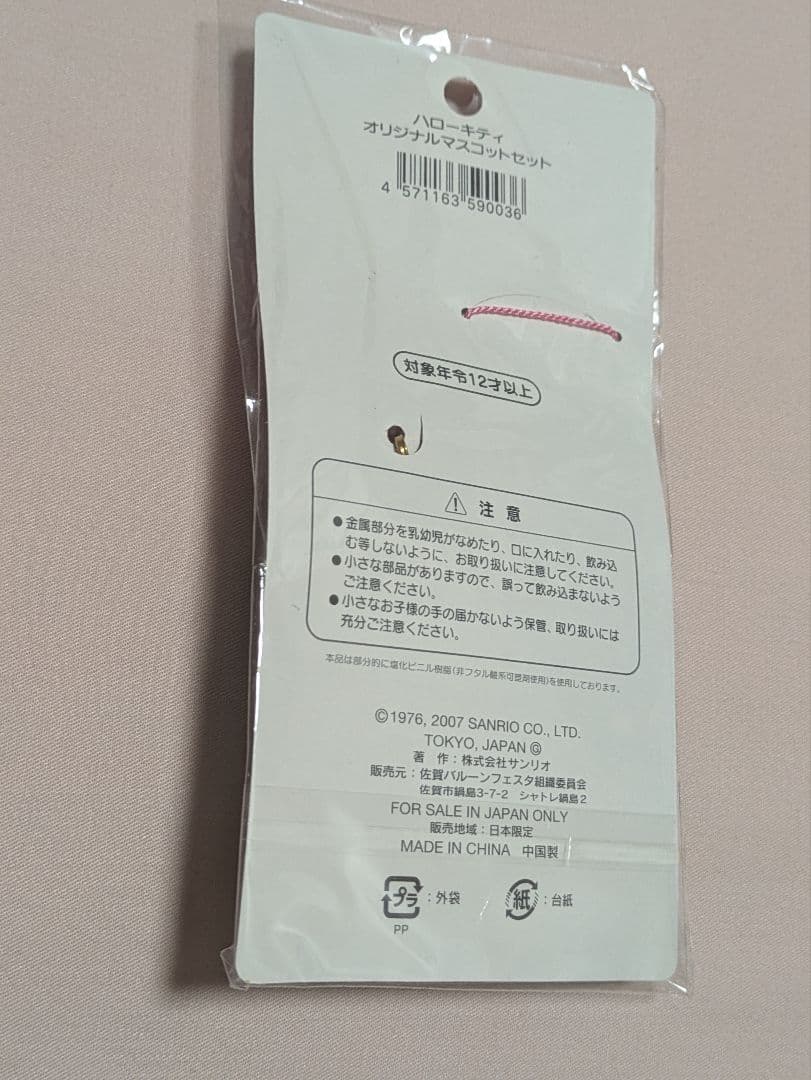 ハローキティ
オリジナルマスコットセット
4 571163 590036
対象年令12才以上
注意
●金属部分を乳幼児がなめたり、口に入れたり、飲み込
む等しないように、お取り扱いに注意してください。
●小さな部品がありますので、誤って飲み込まないよう
ご注意ください。
●小さなお子様の手の届かないよう保管、取り扱いには
充分ご注意ください。
本品は部分的に塩化ビニル樹脂(非フタル酸系可塑剤使用)を使用しております。
©1976, 2007 SANRIO CO., LTD.
TOKYO, JAPAN Ⓖ
著 作：株式会社サンリオ
販売元：佐賀バルーンフェスタ組織委員会
佐賀市鍋島3-7-2 シャトレ鍋島2
FOR SALE IN JAPAN ONLY
販売地域：日本限定
MADE IN CHINA 中国製
プラ：外袋 紙：台紙
PP